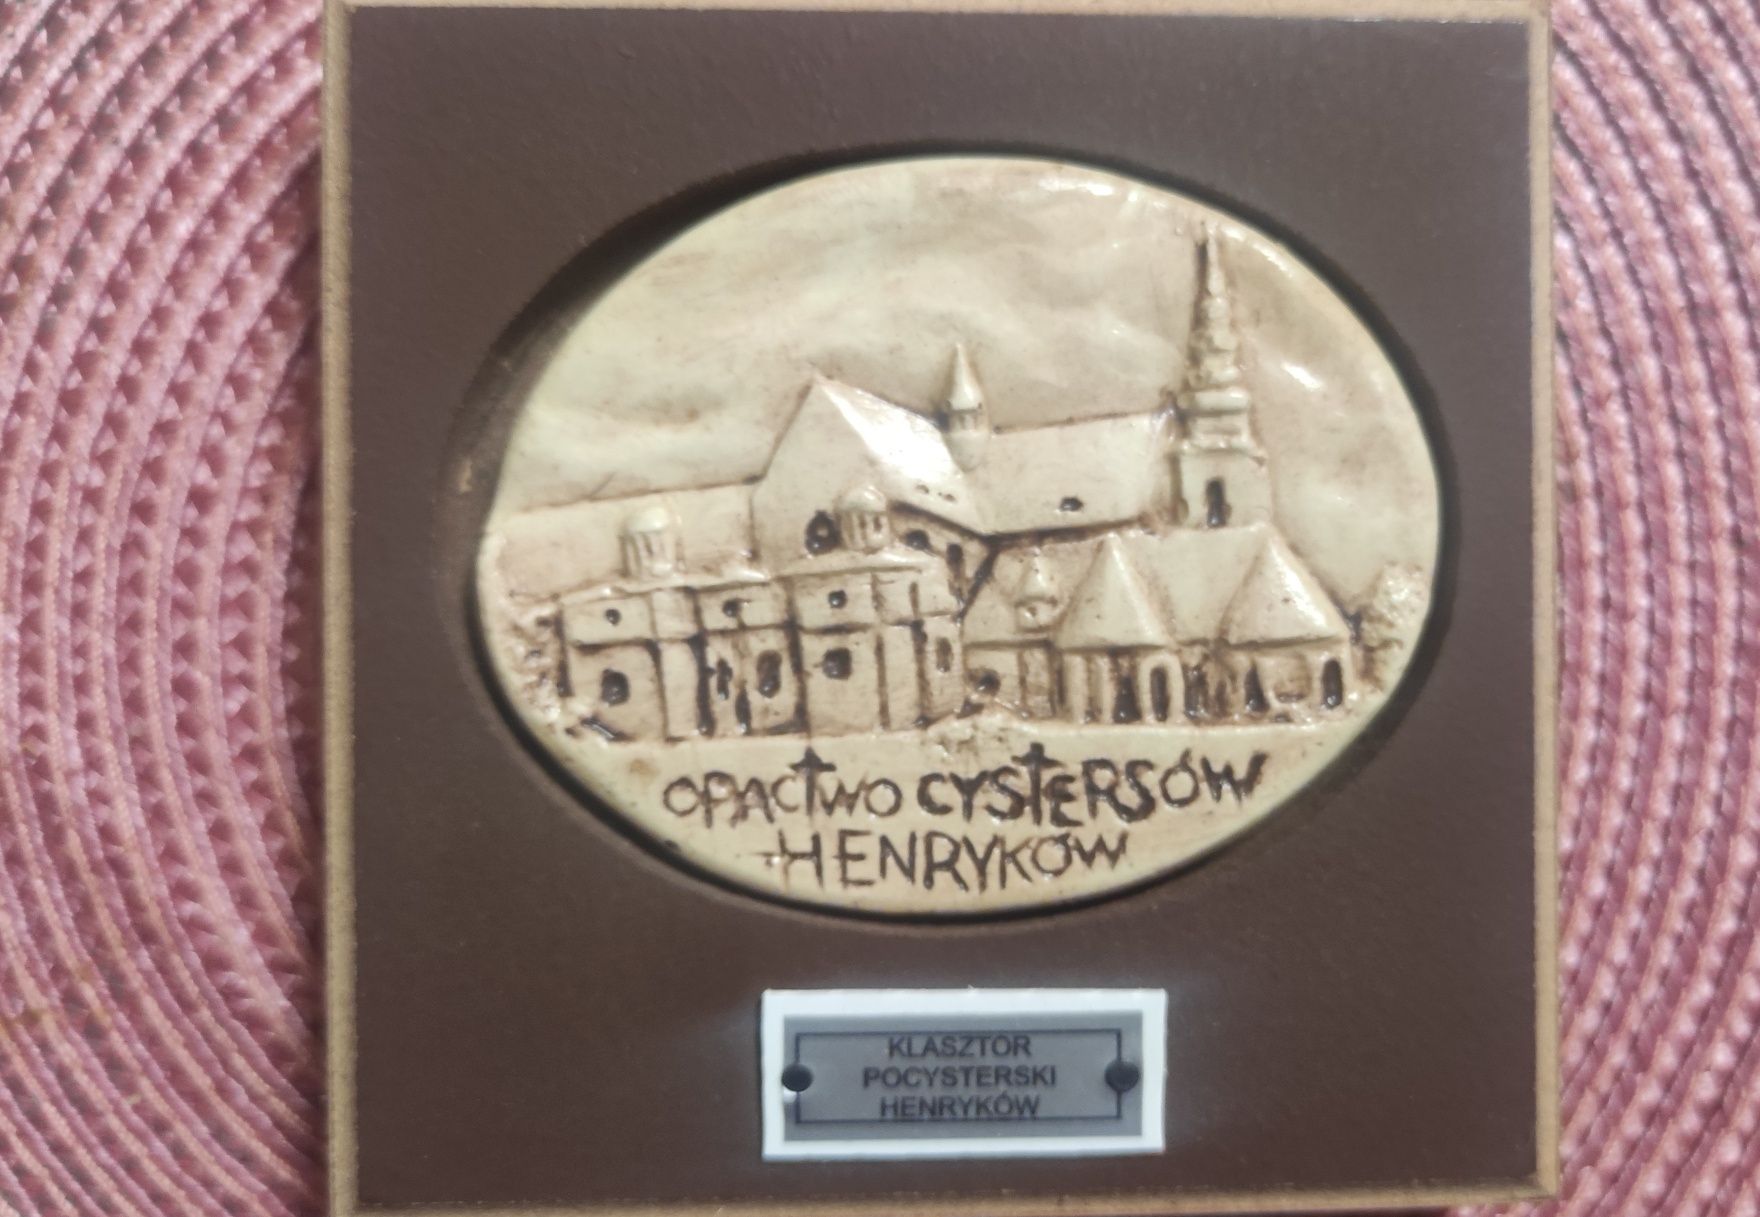 OPACTWO CYSTERSÓW
HENRYKÓW
KLASZTOR
POCYSTERSKI
HENRYKÓW